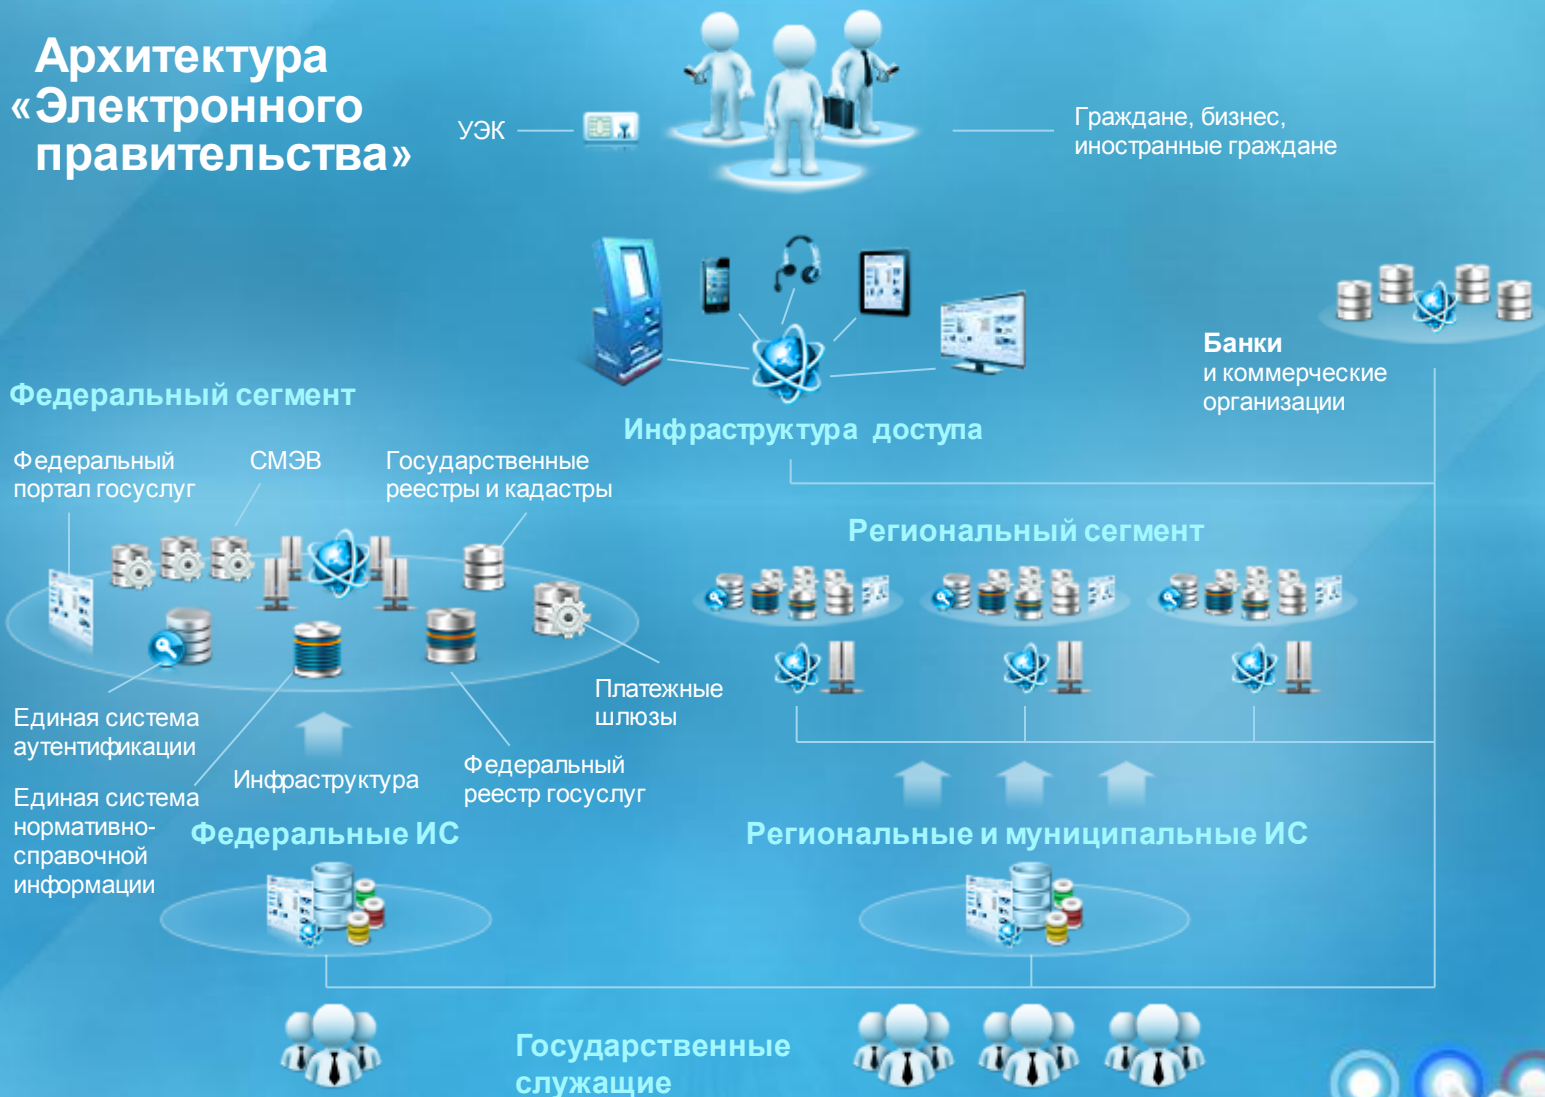 Архитектура
«Электронного
правительства»
УЭК
Граждане, бизнес,
иностранные граждане
Банки
и коммерческие
организации
Инфраструктура доступа
Федеральный сегмент
Федеральный
портал госуслуг
СМЭВ
Государственные
реестры и кадастры
Региональный сегмент
Платежные
шлюзы
Единая система
аутентификации
Инфраструктура
Федеральный
реестр госуслуг
Единая система
нормативно-
справочной
информации
Федеральные ИС
Региональные и муниципальные ИС
Государственные
служащие